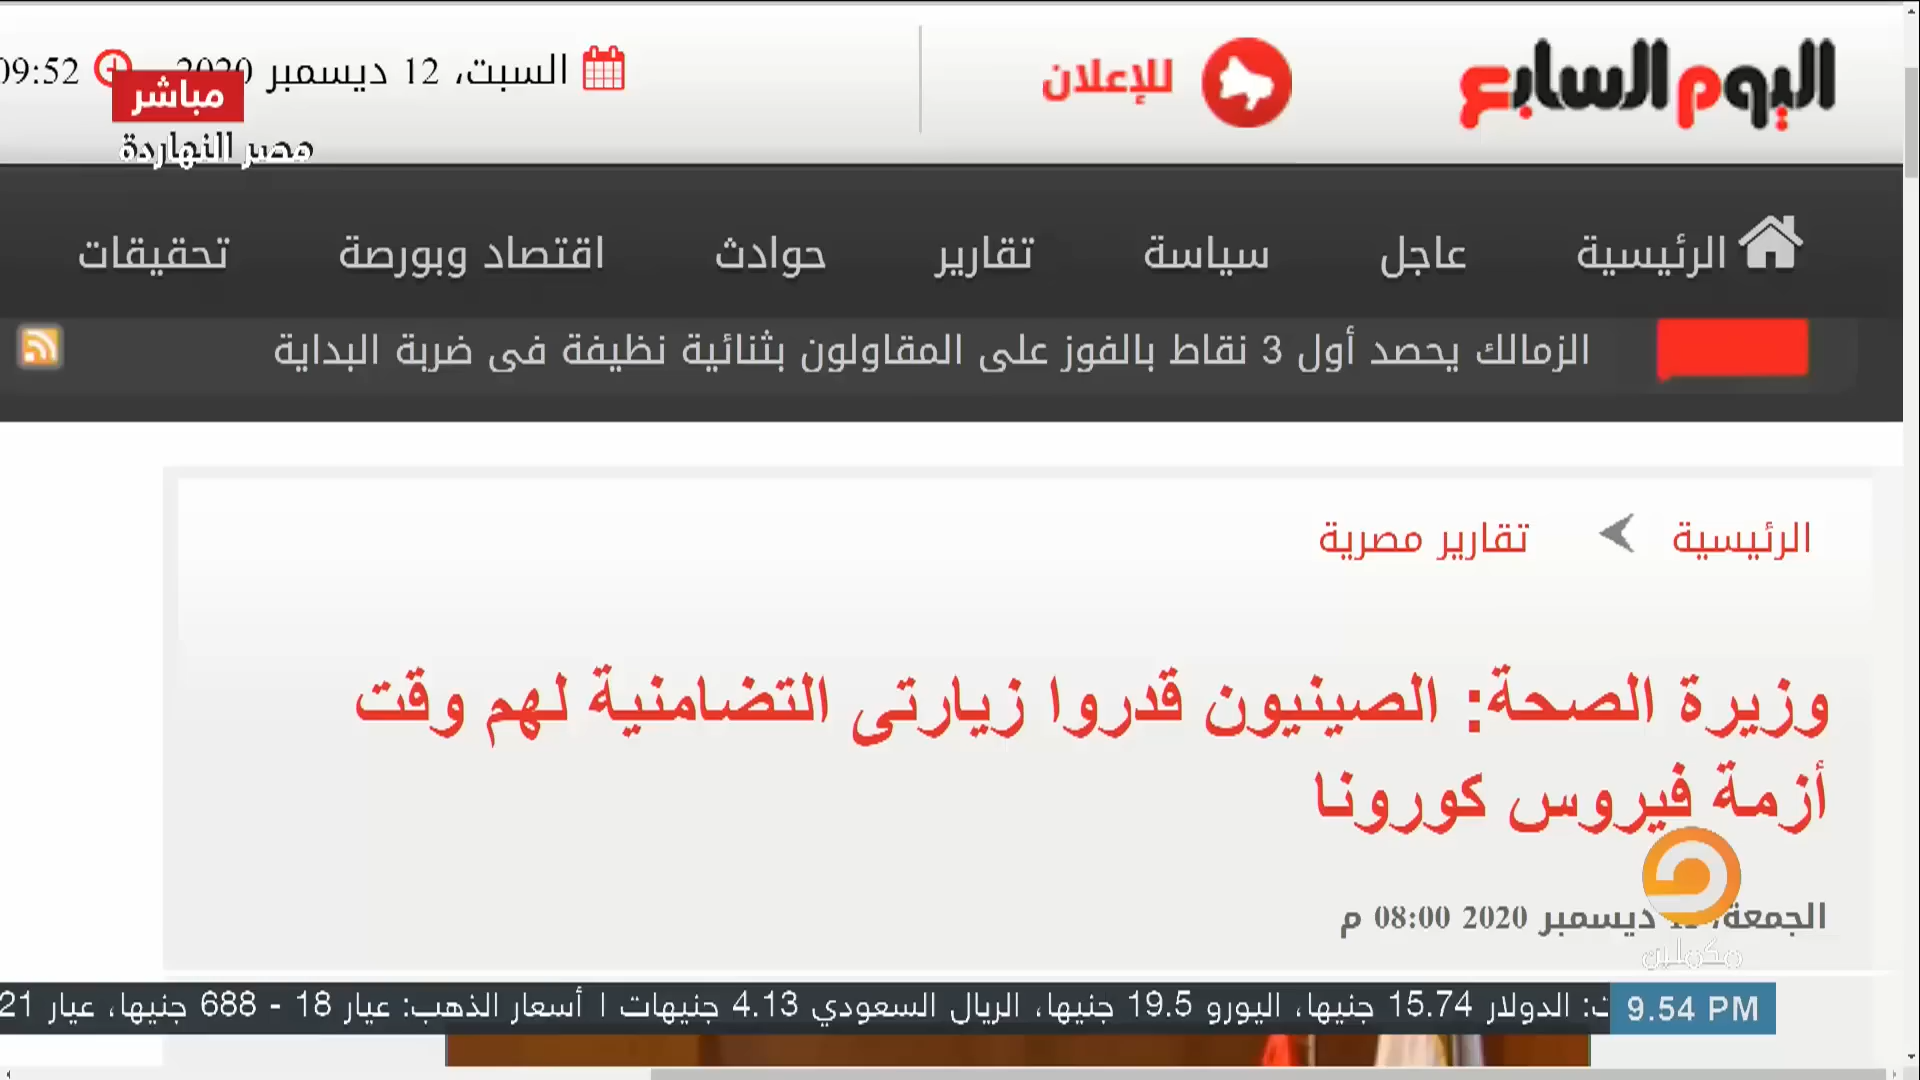 اليوم السابع
للإعلان
السبت، 12 ديسمبر 2020
09:52
مباشر
مصر النهاردة
الرئيسية عاجل سياسة تقارير حوادث اقتصاد وبورصة تحقيقات
الزمالك يحصد أول 3 نقاط بالفوز على المقاولون بثنائية نظيفة فى ضربة البداية
الرئيسية تقارير مصرية
وزيرة الصحة: الصينيون قدروا زيارتى التضامنية لهم وقت
أزمة فيروس كورونا
الجمعة، ديسمبر 2020 08:00 م
مكملين
ت: الدولار 15.74 جنيها، اليورو 19.5 جنيها، الريال السعودي 4.13 جنيهات | أسعار الذهب: عيار 18 - 688 جنيها، عيار 21
9.54 PM